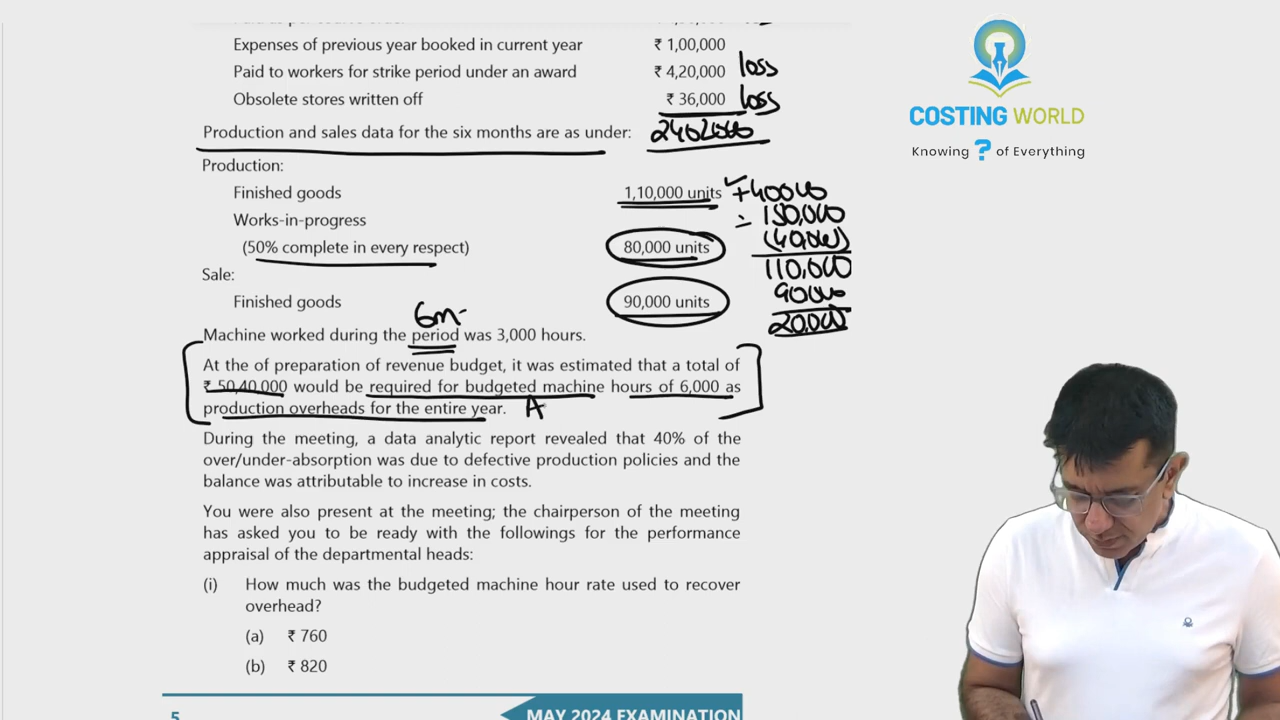 Expenses of previous year booked in current year ₹ 1,00,000
Paid to workers for strike period under an award ₹ 4,20,000 loss
Obsolete stores written off ₹ 36,000 loss
Production and sales data for the six months are as under:
Production:
Finished goods 1,10,000 units +40000
Works-in-progress 150,000
(50% complete in every respect) 80,000 units (40,000)
110,000
Sale: 90000
Finished goods 90,000 units 20,000
6m
Machine worked during the period was 3,000 hours.
At the of preparation of revenue budget, it was estimated that a total of
₹ 50,40,000 would be required for budgeted machine hours of 6,000 as
production overheads for the entire year. A
During the meeting, a data analytic report revealed that 40% of the
over/under-absorption was due to defective production policies and the
balance was attributable to increase in costs.
You were also present at the meeting; the chairperson of the meeting
has asked you to be ready with the followings for the performance
appraisal of the departmental heads:
(i) How much was the budgeted machine hour rate used to recover
overhead?
(a) ₹ 760
(b) ₹ 820
5 MAY 2024 EXAMINATION
COSTING WORLD
Knowing ? of Everything